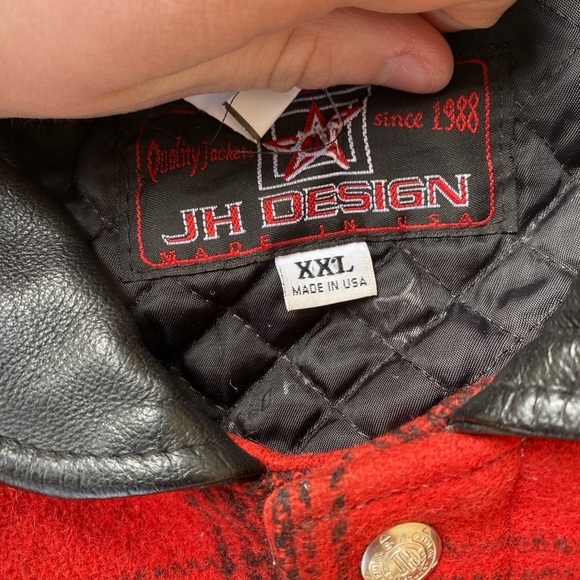 Quality Jackets since 1988
JH DESIGN
MADE IN USA
XXL
MADE IN USA